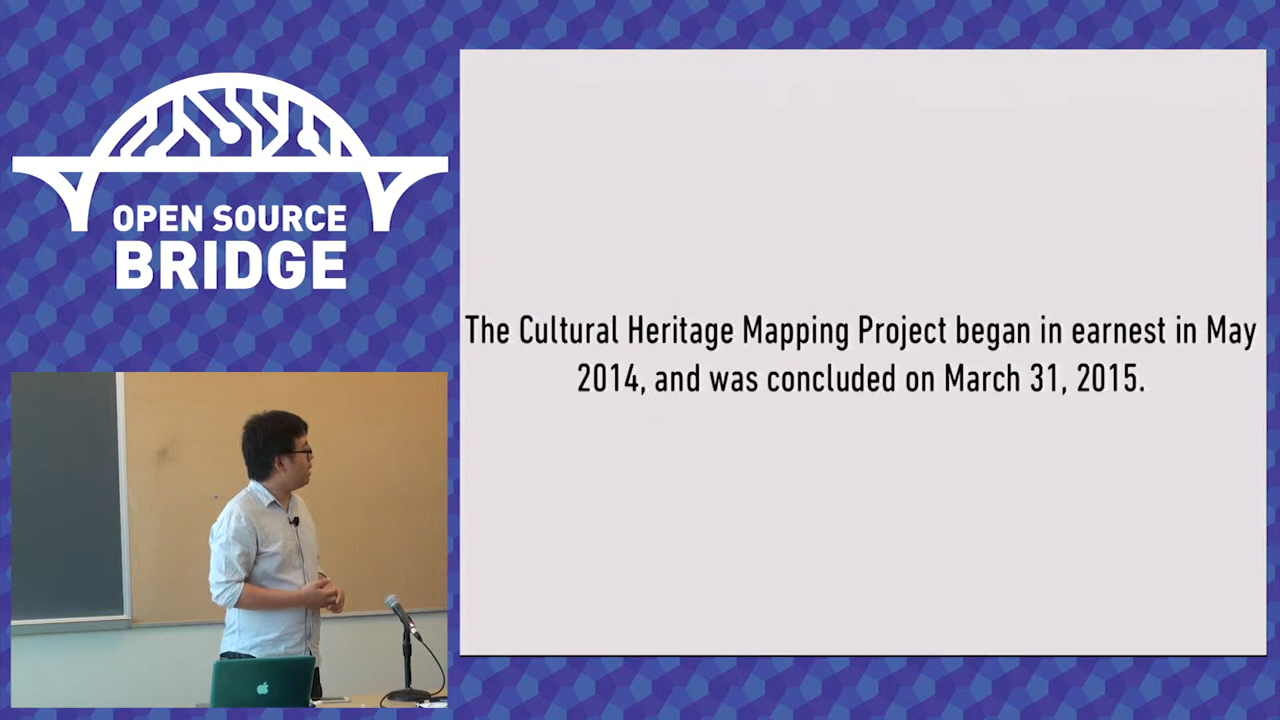 OPEN SOURCE
BRIDGE
The Cultural Heritage Mapping Project began in earnest in May
2014, and was concluded on March 31, 2015.